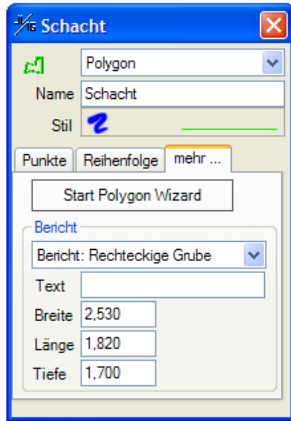 Schacht
Polygon
Name Schacht
Stil
Punkte Reihenfolge mehr ...
Start Polygon Wizard
Bericht
Bericht: Rechteckige Grube
Text
Breite 2,530
Länge 1,820
Tiefe 1,700